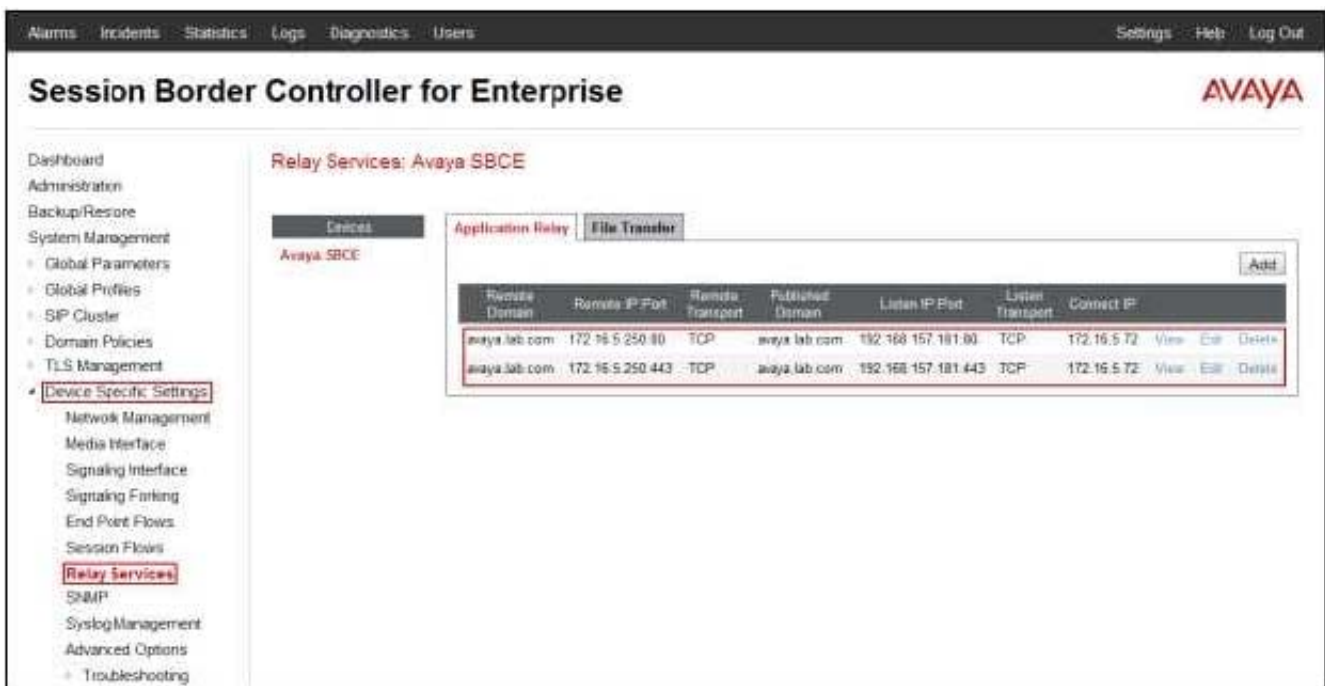 Alarms Incidents Statistics Logs Diagnostics Users Settings Help Log Out
Session Border Controller for Enterprise
AVAYA
Dashboard
Administration
Backup/Restore
System Management
Global Parameters
Global Profiles
SIP Cluster
Domain Policies
TLS Management
Device Specific Settings
Network Management
Media Interface
Signaling Interface
Signaling Forking
End Point Flows
Session Flows
Relay Services
SNMP
Syslog Management
Advanced Options
Troubleshooting
Relay Services: Avaya SBCE
Devices
Avaya SBCE
Application Relay File Transfer
Add
Remote Domain Remote IP:Port Remote Transport Published Domain Listen IP:Port Listen Transport Connect IP
avaya.lab.com 172.16.5.250:80 TCP avaya.lab.com 192.168.157.181:80 TCP 172.16.5.72 View Edit Delete
avaya.lab.com 172.16.5.250:443 TCP avaya.lab.com 192.168.157.181:443 TCP 172.16.5.72 View Edit Delete